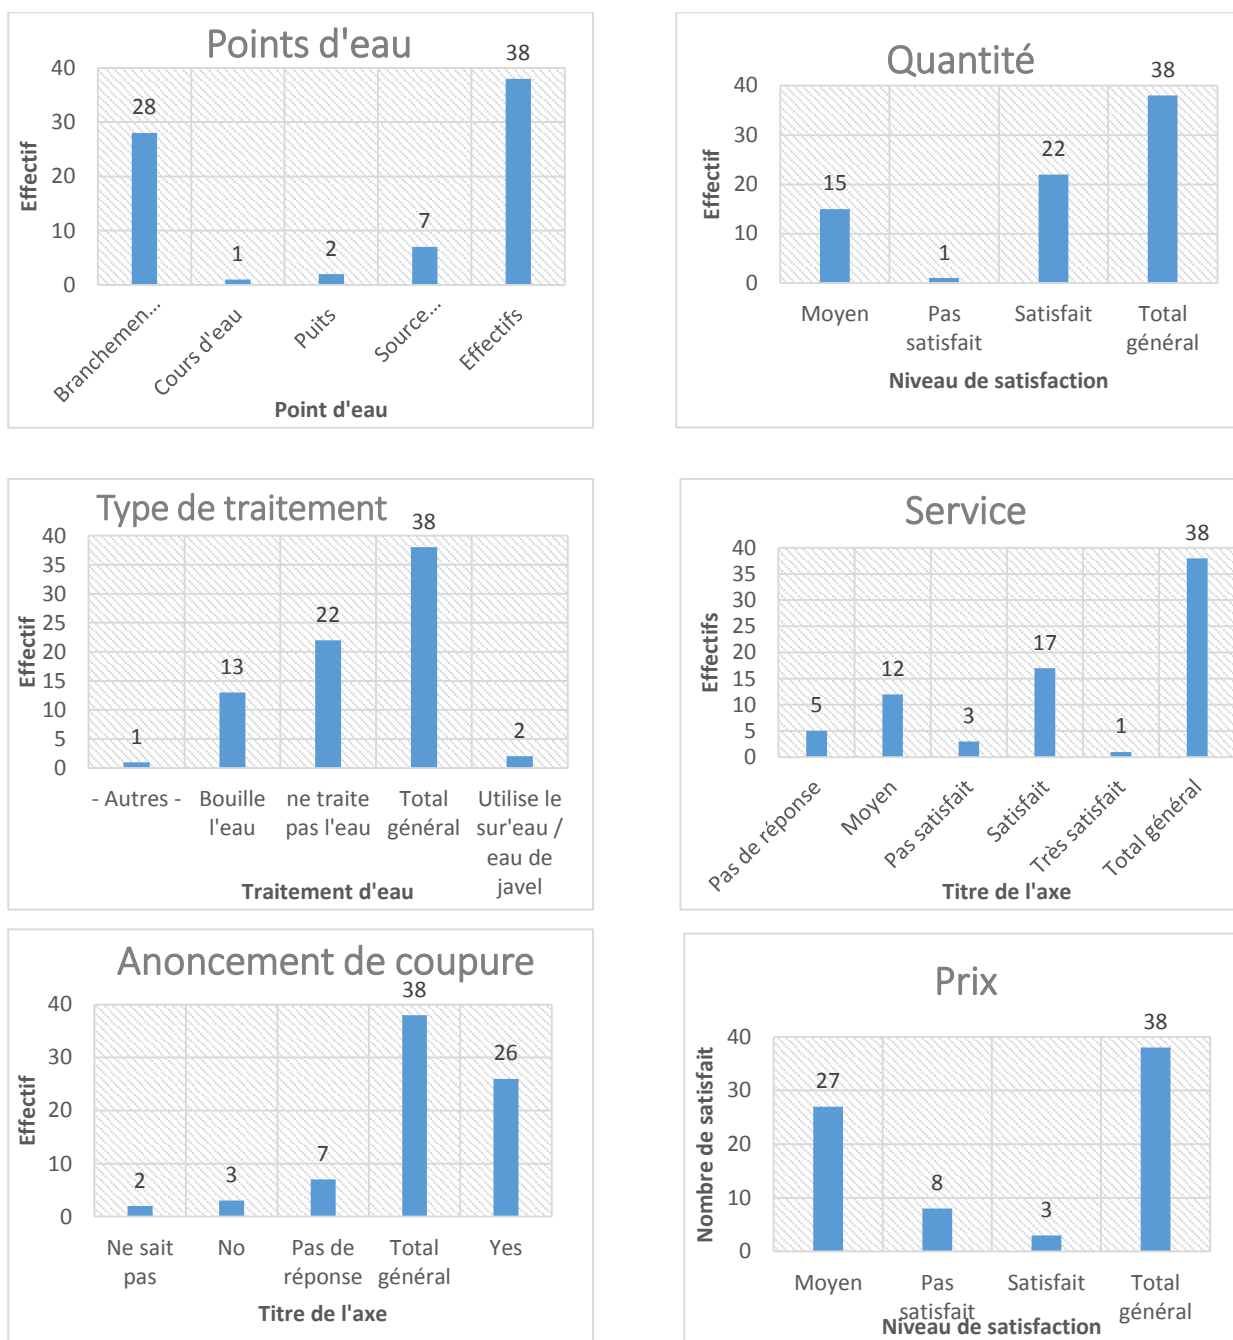 Points d'eau
38
40
28
30
20
7
10
2
1
0
Effectif
Branchemen...
Cours d'eau
Puits
Source...
Effectifs
Point d'eau
Quantité
38
40
30
22
20
15
10
1
0
Effectif
Moyen
Pas
satisfait
Satisfait
Total
général
Niveau de satisfaction
Type de traitement
38
40
35
30
25
22
20
15
13
10
5
2
1
0
Effectif
- Autres -
Bouille
l'eau
ne traite
pas l'eau
Total
général
Utilise le
sur'eau /
eau de
javel
Traitement d'eau
Service
38
40
35
30
25
20
17
15
12
10
5
5
3
1
0
Effectifs
Pas de réponse
Moyen
Pas satisfait
Satisfait
Très satisfait
Total général
Titre de l'axe
Anoncement de coupure
38
40
30
26
20
10
7
3
2
0
Effectif
Ne sait
pas
No
Pas de
réponse
Total
général
Yes
Titre de l'axe
Prix
38
40
30
27
20
10
8
3
0
Nombre de satisfait
Moyen
Pas
satisfait
Satisfait
Total
général
Niveau de satisfaction